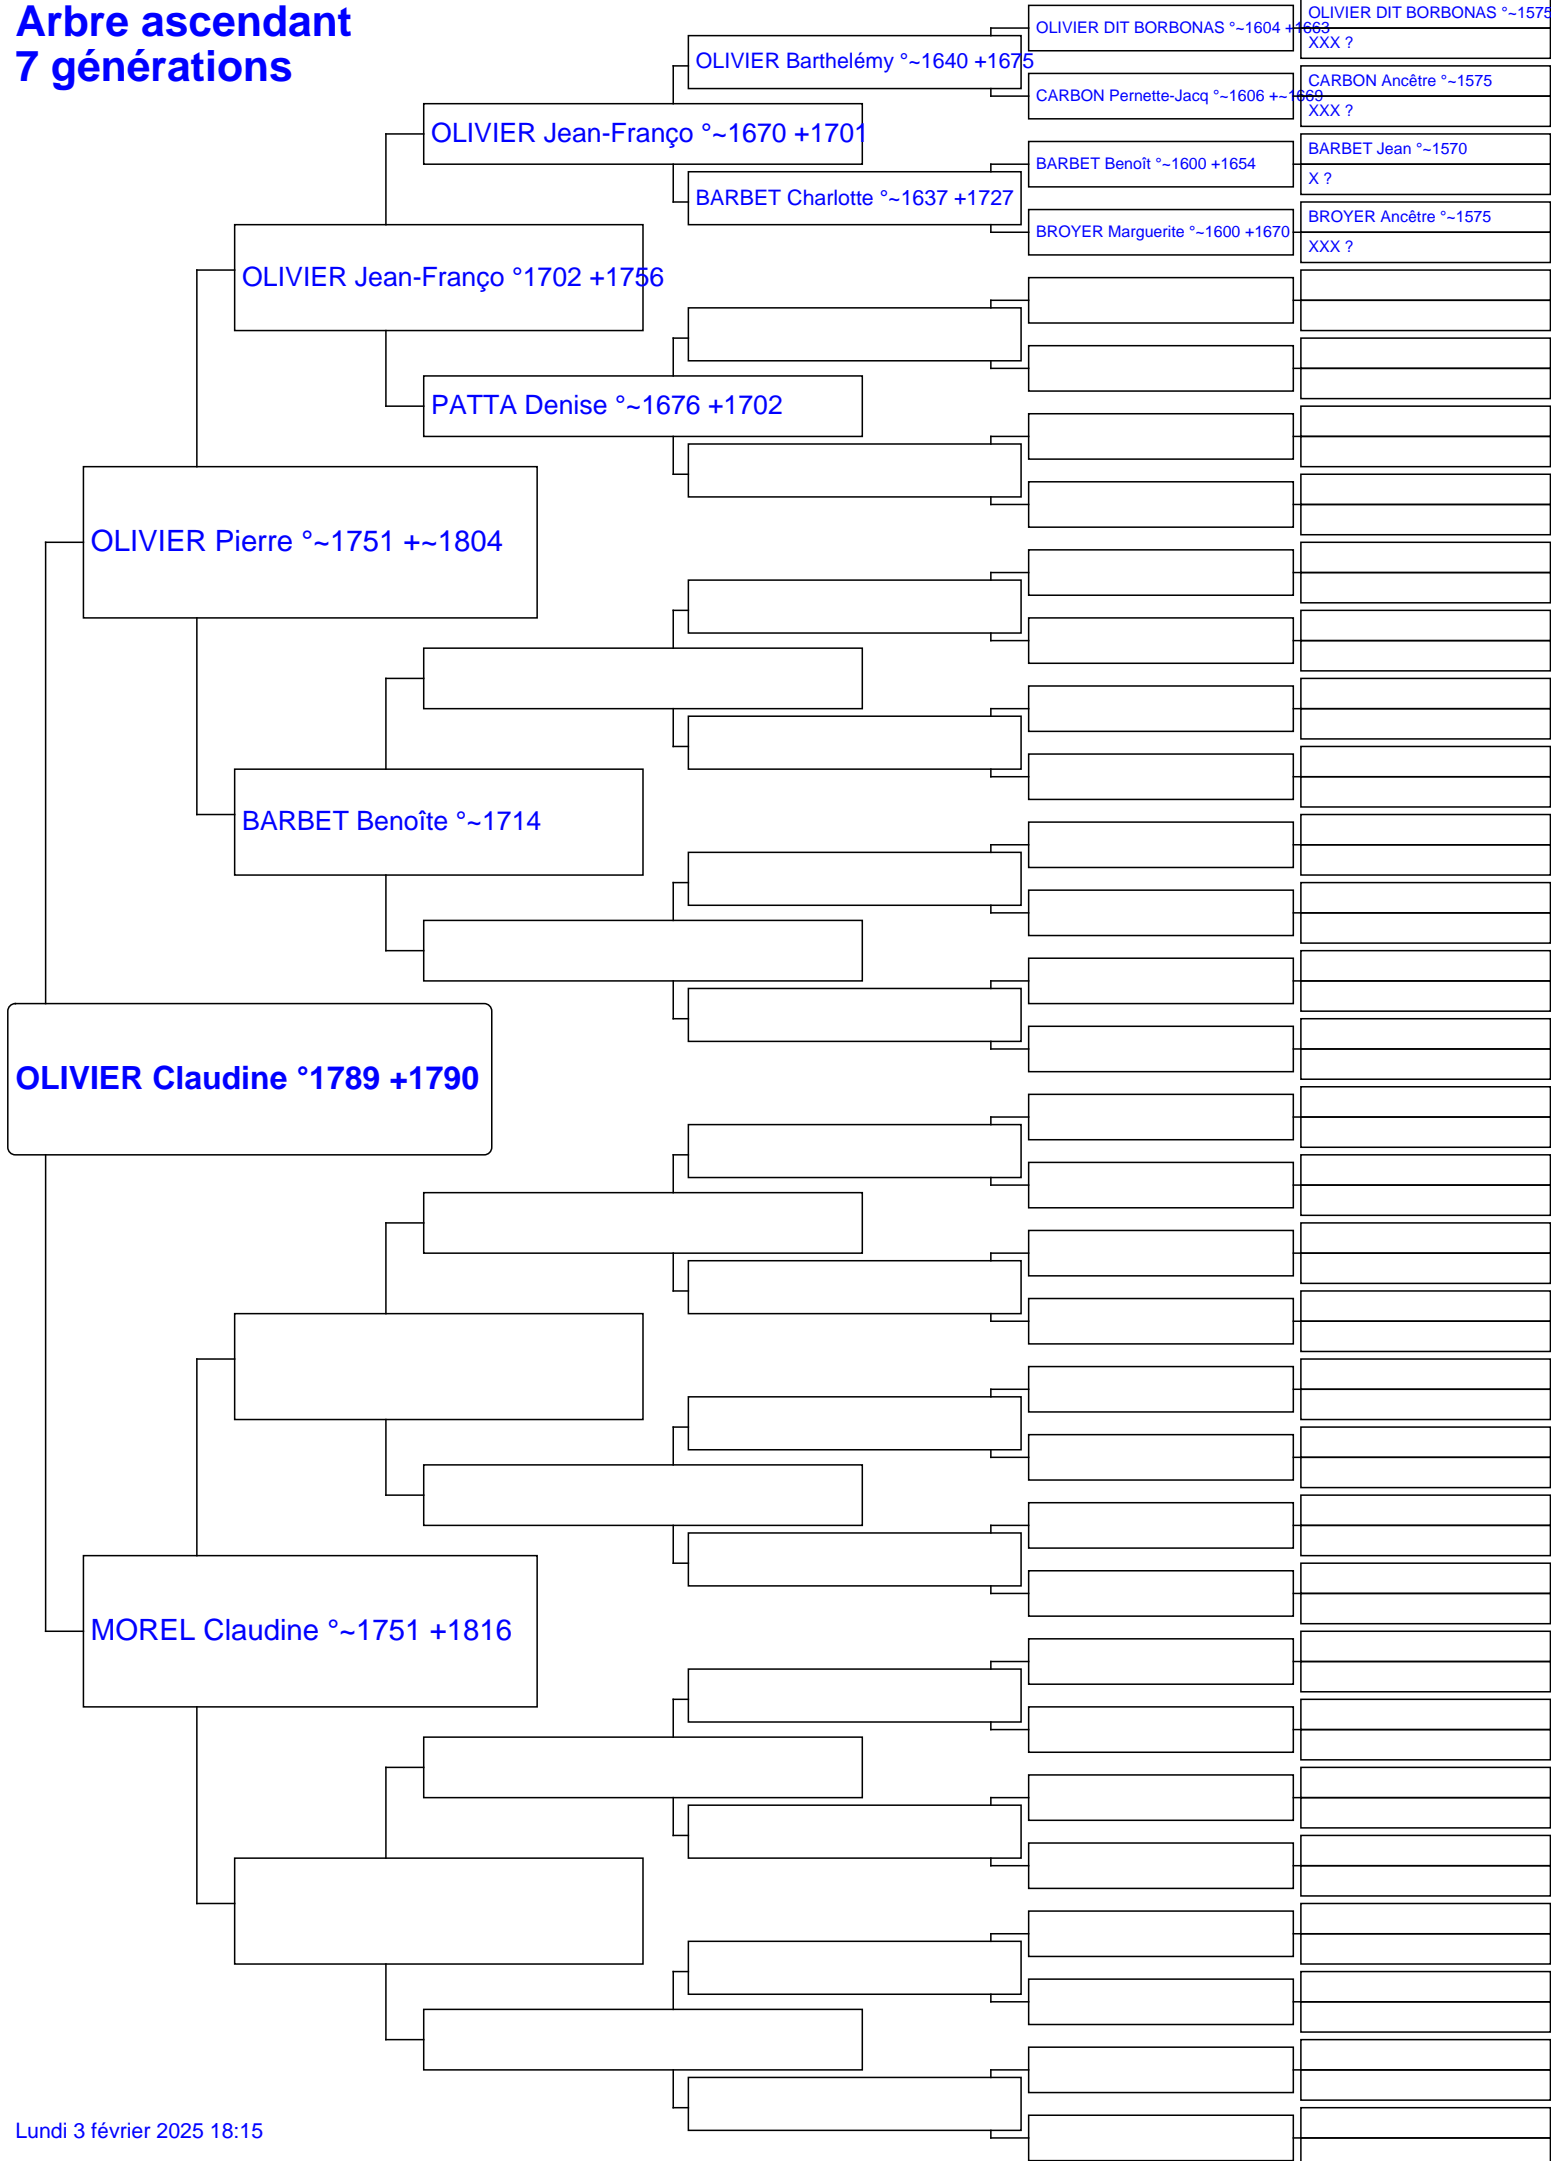 Arbre ascendant
7 générations
OLIVIER DIT BORBONAS °~1575
OLIVIER DIT BORBONAS °~1604 +1663
XXX ?
OLIVIER Barthelémy °~1640 +1675
CARBON Ancêtre °~1575
CARBON Pernette-Jacq °~1606 +~1669
XXX ?
OLIVIER Jean-Franço °~1670 +1701
BARBET Jean °~1570
BARBET Benoît °~1600 +1654
X ?
BARBET Charlotte °~1637 +1727
BROYER Ancêtre °~1575
BROYER Marguerite °~1600 +1670
XXX ?
OLIVIER Jean-Franço °1702 +1756
PATTA Denise °~1676 +1702
OLIVIER Pierre °~1751 +~1804
BARBET Benoîte °~1714
OLIVIER Claudine °1789 +1790
MOREL Claudine °~1751 +1816
Lundi 3 février 2025 18:15